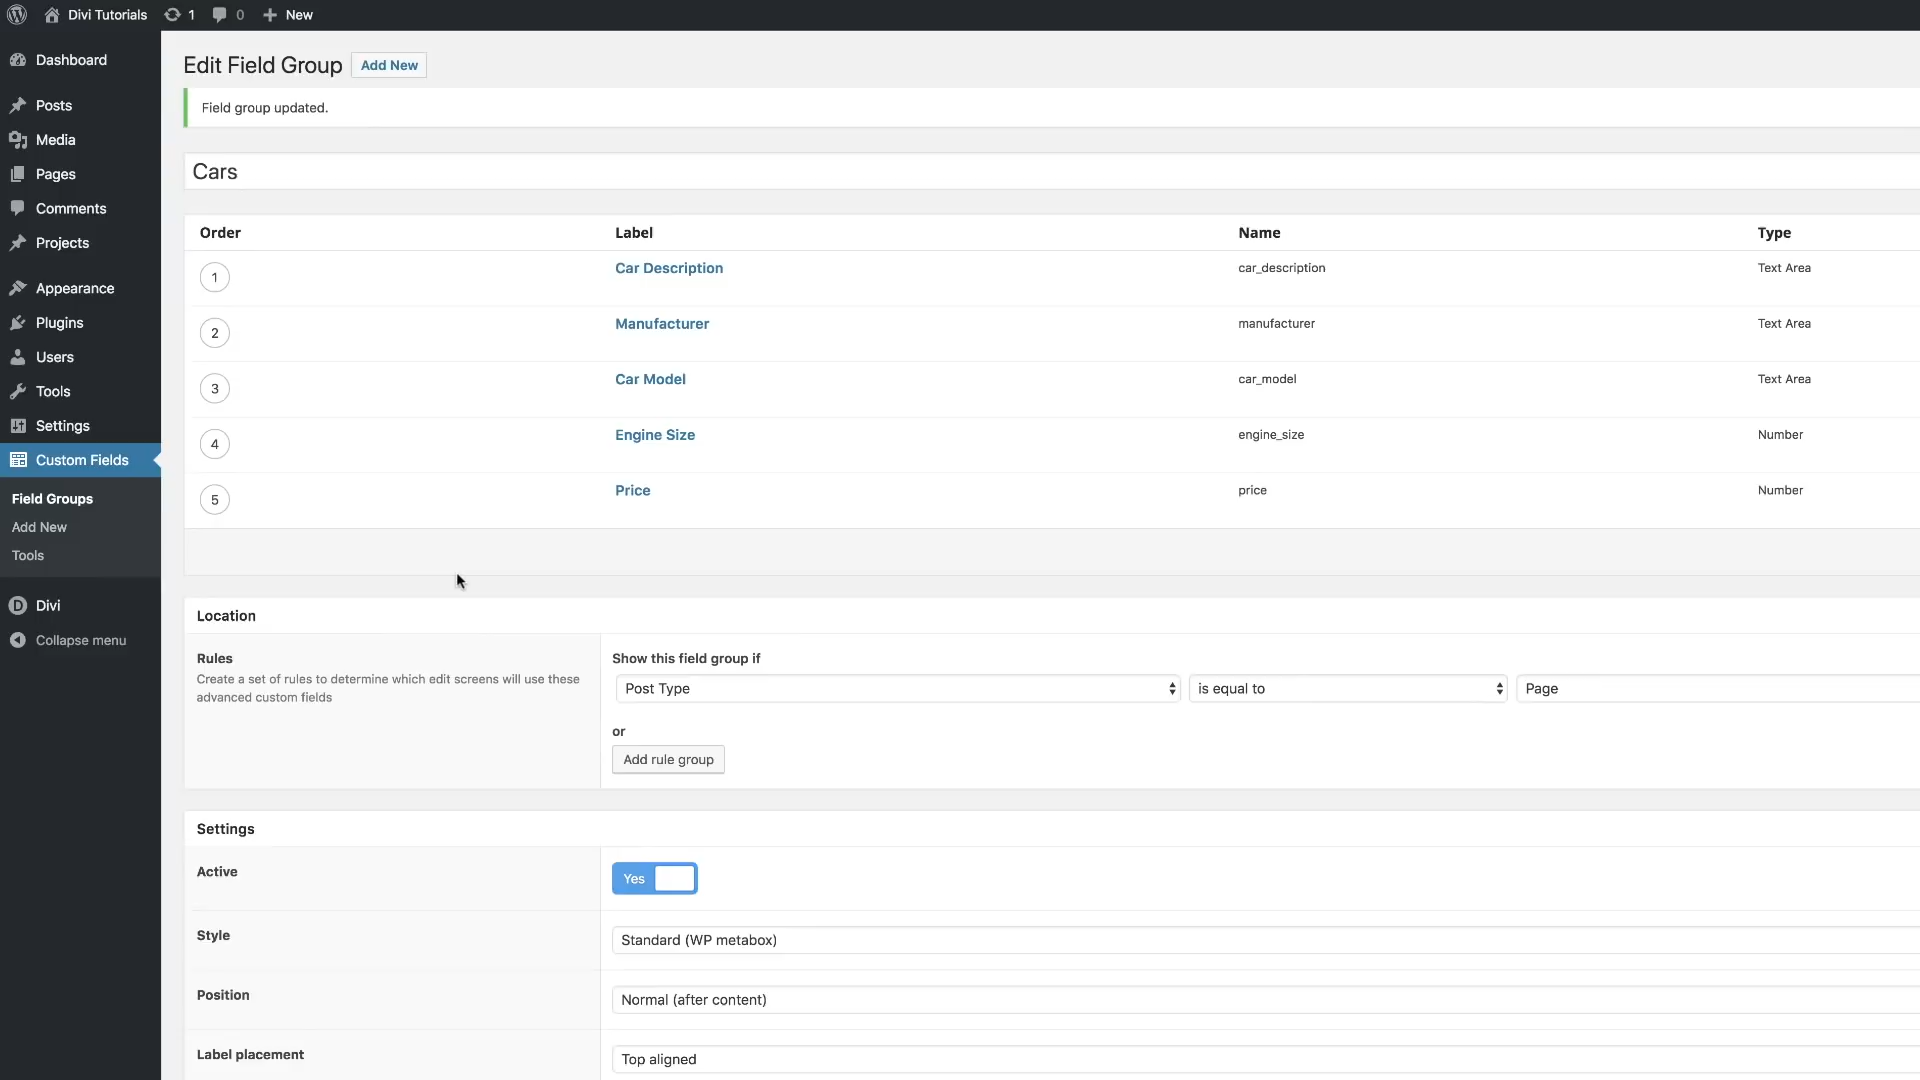 Divi Tutorials 1 0 New
Dashboard
Posts
Media
Pages
Comments
Projects
Appearance
Plugins
Users
Tools
Settings
Custom Fields
Field Groups
Add New
Tools
Divi
Collapse menu
Edit Field Group Add New
Field group updated.
Cars
Order Label Name Type
1 Car Description car_description Text Area
2 Manufacturer manufacturer Text Area
3 Car Model car_model Text Area
4 Engine Size engine_size Number
5 Price price Number
Location
Rules
Create a set of rules to determine which edit screens will use these
advanced custom fields
Show this field group if
Post Type is equal to Page
or
Add rule group
Settings
Active Yes
Style Standard (WP metabox)
Position Normal (after content)
Label placement Top aligned